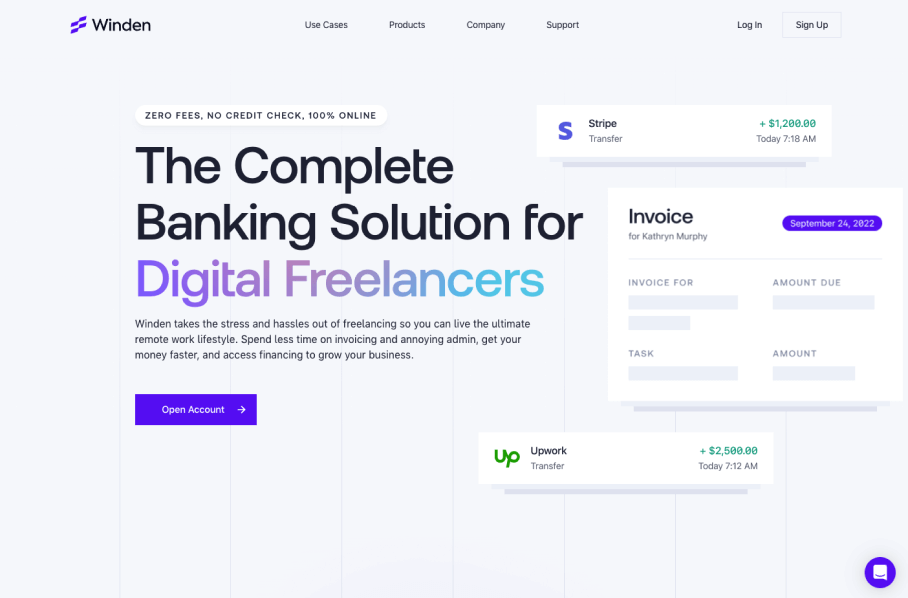 Winden
Use Cases
Products
Company
Support
Log In
Sign Up
ZERO FEES, NO CREDIT CHECK, 100% ONLINE
The Complete
Banking Solution for
Digital Freelancers
Winden takes the stress and hassles out of freelancing so you can live the ultimate
remote work lifestyle. Spend less time on invoicing and annoying admin, get your
money faster, and access financing to grow your business.
Open Account →
S
Stripe
+ $1,200.00
Transfer
Today 7:18 AM
Invoice
September 24, 2022
for Kathryn Murphy
INVOICE FOR
AMOUNT DUE
TASK
AMOUNT
Up
Upwork
+ $2,500.00
Transfer
Today 7:12 AM